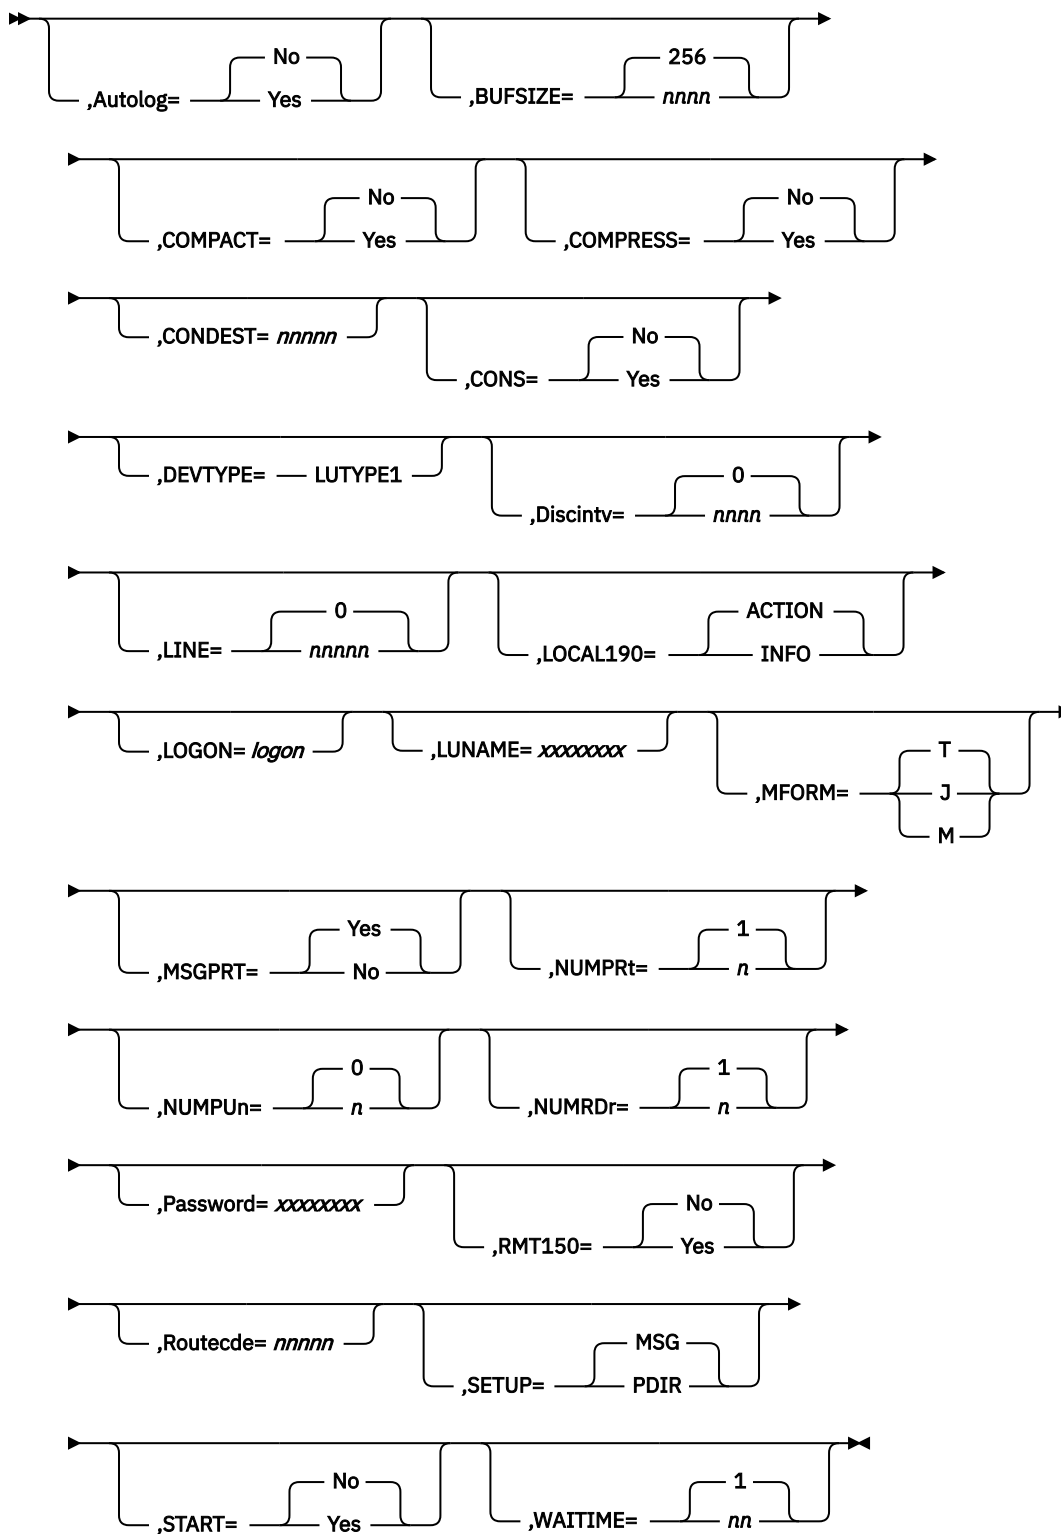 No 256
,Autolog= Yes ,BUFSIZE= nnnn
No No
,COMPACT= Yes ,COMPRESS= Yes
,CONDEST= nnnnn No
,CONS= Yes
,DEVTYPE= LUTYPE1 0
,Discintv= nnnn
0 ACTION
,LINE= nnnnn ,LOCAL190= INFO
,LOGON= logon ,LUNAME= xxxxxxxx T
,MFORM= J
M
Yes 1
,MSGPRT= No ,NUMPRt= n
0 1
,NUMPUn= n ,NUMRDr= n
,Password= xxxxxxxx No
,RMT150= Yes
,Routecde= nnnnn MSG
,SETUP= PDIR
No 1
,START= Yes ,WAITIME= nn